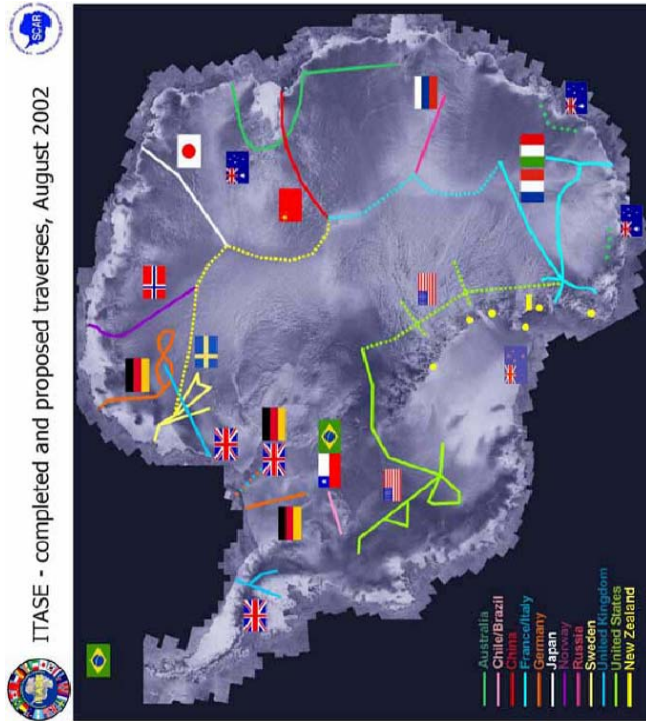 ITASE - completed and proposed traverses, August 2002
SCAR
Australia
Chile/Brazil
China
France/Italy
Germany
Japan
Norway
Russia
Sweden
United Kingdom
United States
New Zealand